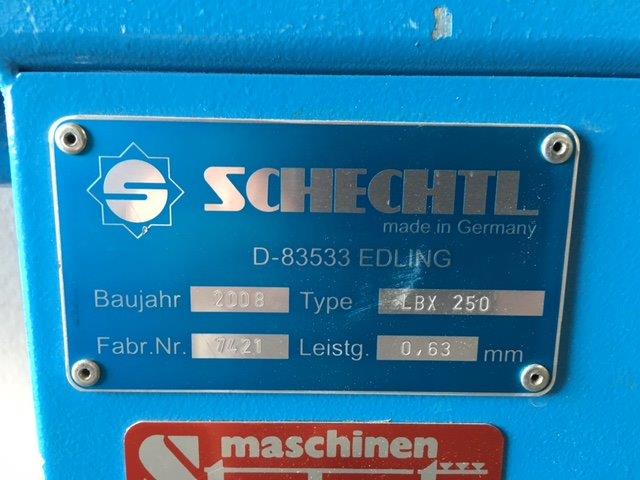 S SCHECHTL
made in Germany
D-83533 EDLING
Baujahr 2008 Type LBX 250
Fabr.Nr. 7421 Leistg. 0,63 mm
maschinen